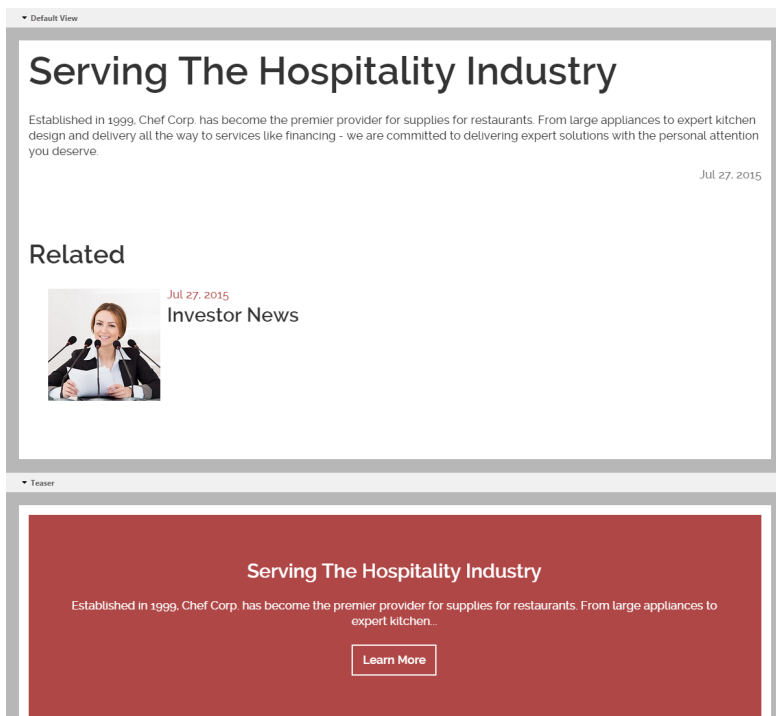 Default View
Serving The Hospitality Industry
Established in 1999, Chef Corp. has become the premier provider for supplies for restaurants. From large appliances to expert kitchen
design and delivery all the way to services like financing - we are committed to delivering expert solutions with the personal attention
you deserve.
Jul 27, 2015
Related
Jul 27, 2015
Investor News
Teaser
Serving The Hospitality Industry
Established in 1999, Chef Corp. has become the premier provider for supplies for restaurants. From large appliances to
expert kitchen...
Learn More